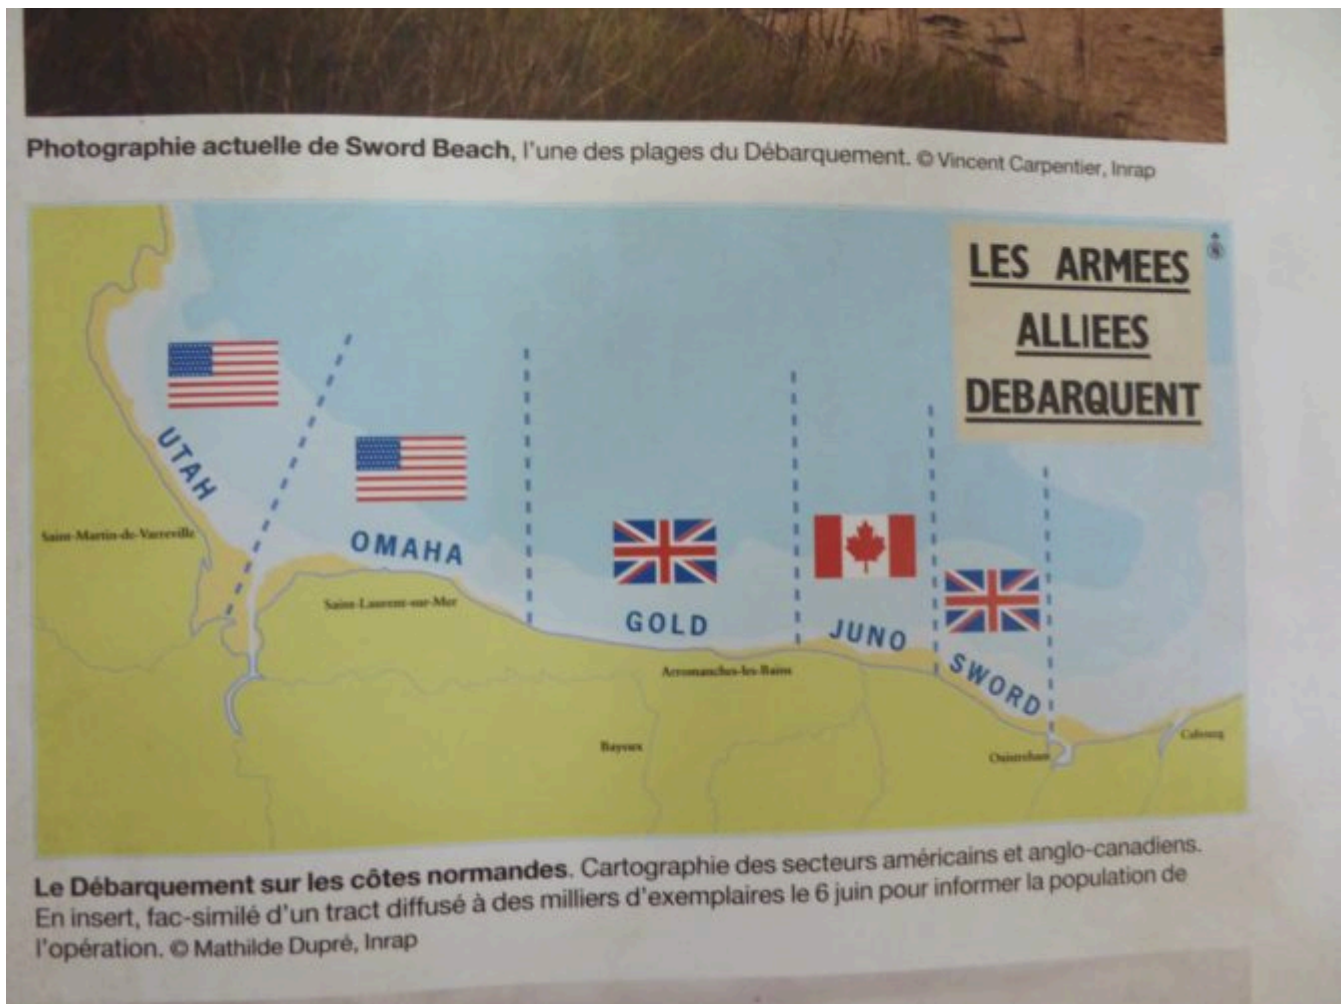 Photographie actuelle de Sword Beach, l'une des plages du Débarquement. © Vincent Carpentier, Inrap
LES ARMEES
ALLIEES
DEBARQUENT
UTAH
Saint-Martin-de-Varreville
OMAHA
Saint-Laurent-sur-Mer
GOLD
JUNO
SWORD
Arromanches-les-Bains
Bayeux
Ouistreham
Cabourg
Le Débarquement sur les côtes normandes. Cartographie des secteurs américains et anglo-canadiens.
En insert, fac-similé d'un tract diffusé à des milliers d'exemplaires le 6 juin pour informer la population de
l'opération. © Mathilde Dupré, Inrap